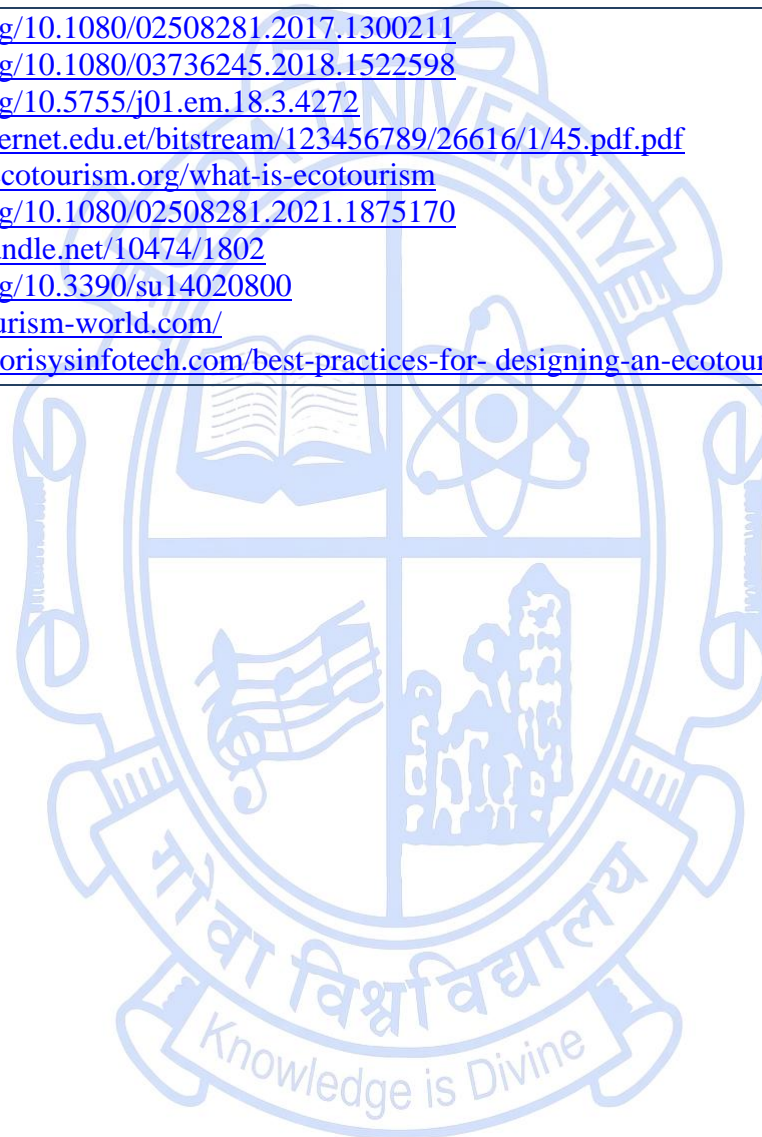 g/10.1080/02508281.2017.1300211
g/10.1080/03736245.2018.1522598
g/10.5755/j01.em.18.3.4272
ernet.edu.et/bitstream/123456789/26616/1/45.pdf.pdf
cotourism.org/what-is-ecotourism
g/10.1080/02508281.2021.1875170
ndle.net/10474/1802
g/10.3390/su14020800
urism-world.com/
orisysinfotech.com/best-practices-for- designing-an-ecotour
UNIVERSITY
गोंवा विश्वविद्यालय
Knowledge is Divine